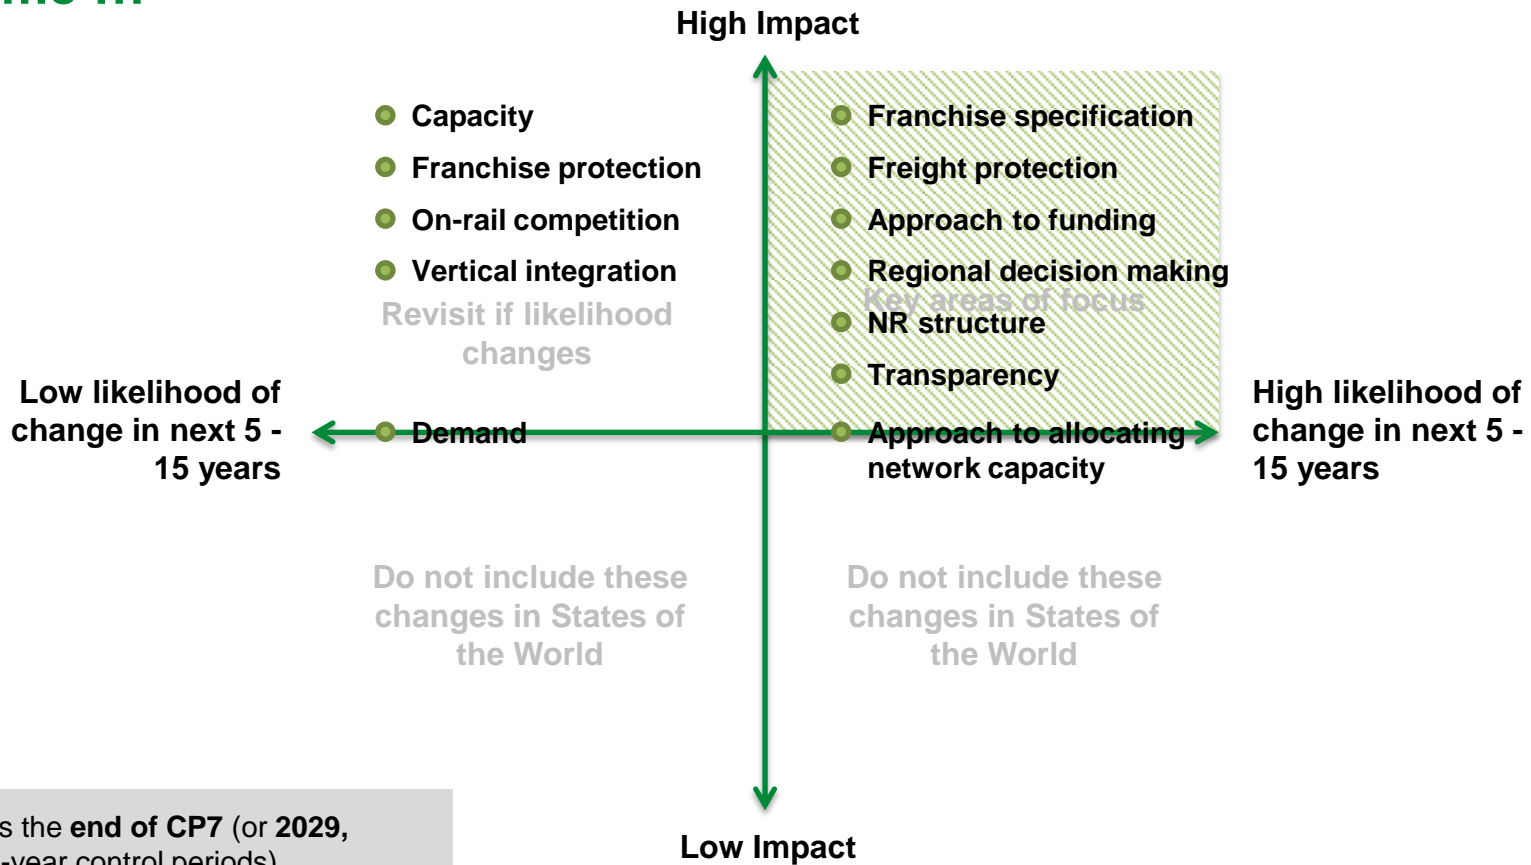 High Impact
Capacity
Franchise protection
On-rail competition
Vertical integration
Revisit if likelihood
changes
Franchise specification
Freight protection
Approach to funding
Regional decision making
Key areas of focus
NR structure
Transparency
Low likelihood of
change in next 5 -
15 years
Demand
Approach to allocating
network capacity
High likelihood of
change in next 5 -
15 years
Do not include these
changes in States of
the World
Do not include these
changes in States of
the World
s the end of CP7 (or 2029,
-year control periods)
Low Impact